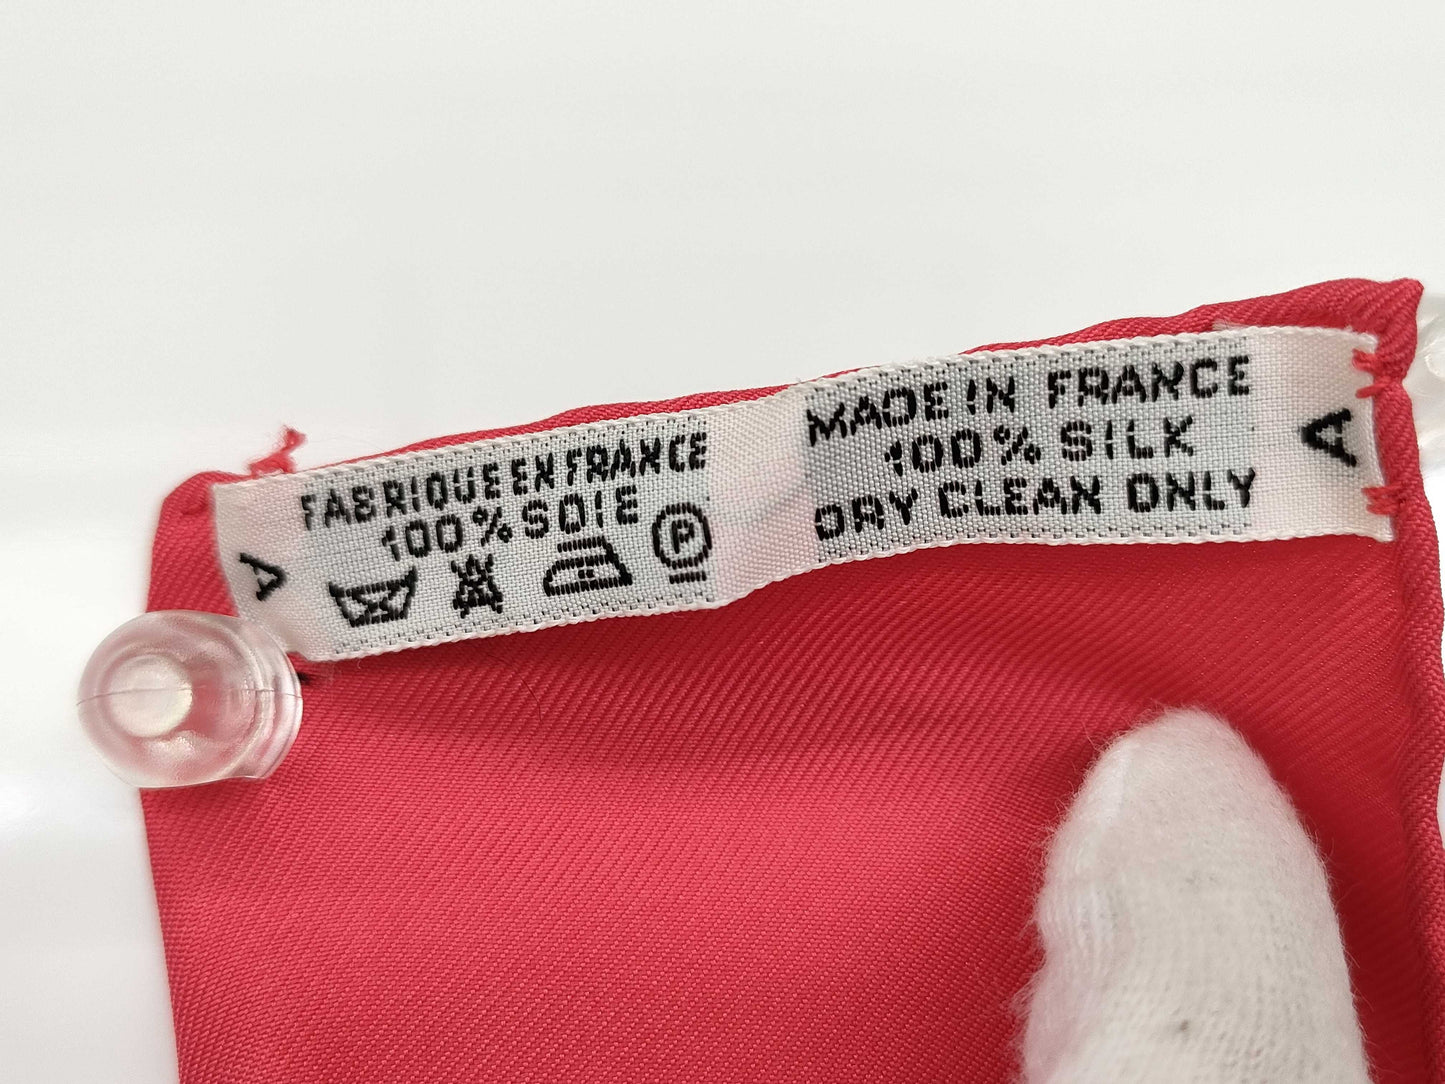 FABRIQUE EN FRANCE
100% SOIE
P
A
MADE IN FRANCE
100% SILK
DRY CLEAN ONLY
A